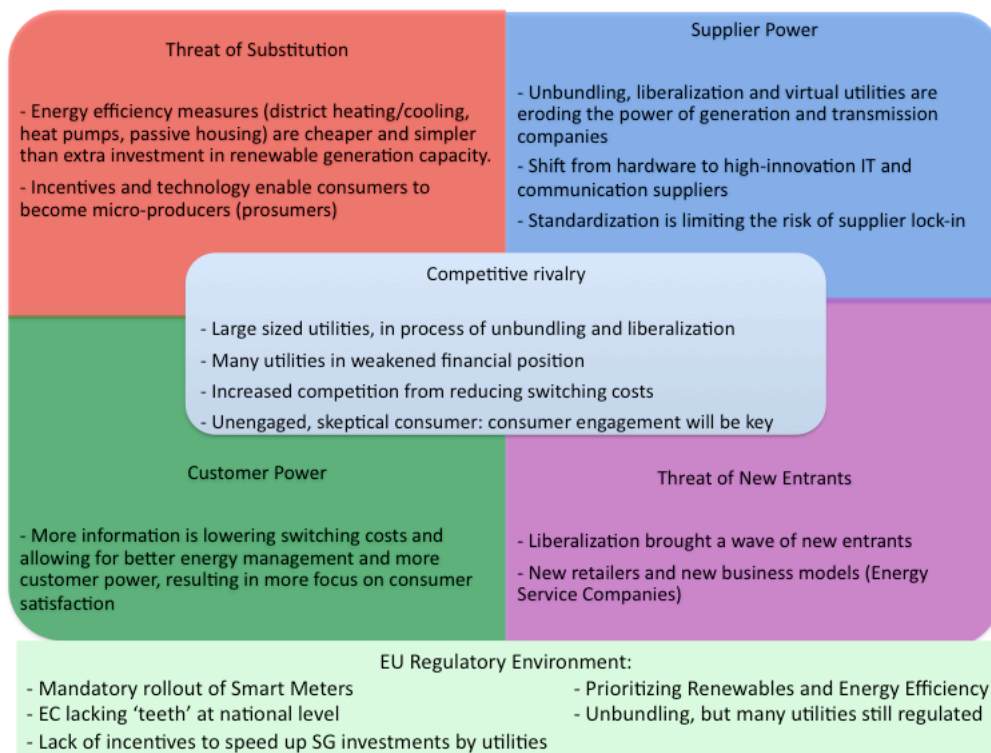 Threat of Substitution
- Energy efficiency measures (district heating/cooling,
heat pumps, passive housing) are cheaper and simpler
than extra investment in renewable generation capacity.
- Incentives and technology enable consumers to
become micro-producers (prosumers)
Supplier Power
- Unbundling, liberalization and virtual utilities are
eroding the power of generation and transmission
companies
- Shift from hardware to high-innovation IT and
communication suppliers
- Standardization is limiting the risk of supplier lock-in
Competitive rivalry
- Large sized utilities, in process of unbundling and liberalization
- Many utilities in weakened financial position
- Increased competition from reducing switching costs
- Unengaged, skeptical consumer: consumer engagement will be key
Customer Power
- More information is lowering switching costs and
allowing for better energy management and more
customer power, resulting in more focus on consumer
satisfaction
Threat of New Entrants
- Liberalization brought a wave of new entrants
- New retailers and new business models (Energy
Service Companies)
EU Regulatory Environment:
- Mandatory rollout of Smart Meters
- EC lacking ‘teeth’ at national level
- Lack of incentives to speed up SG investments by utilities
- Prioritizing Renewables and Energy Efficiency
- Unbundling, but many utilities still regulated